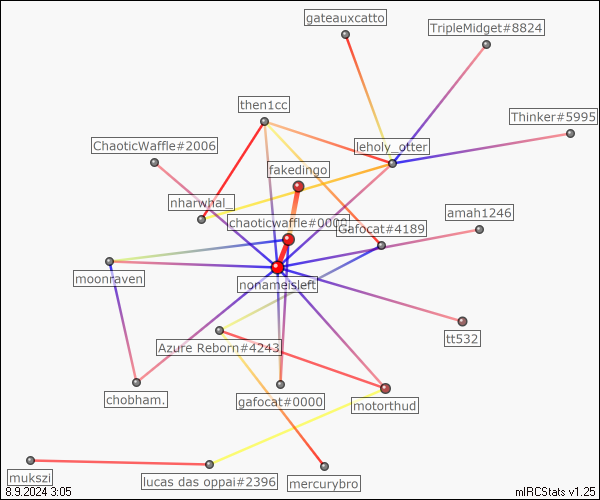 gateauxcatto
TripleMidget#8824
then1cc
Thinker#5995
ChaoticWaffle#2006
leholy_otter
fakedingo
nharwhal_
amah1246
chaoticwaffle#0000
Gafocat#4189
moonraven
nonameisleft
tt532
Azure Reborn#4243
chobham.
gafocat#0000
motorthud
mukszi
lucas das oppai#2396
mercurybro
8.9.2024 3:05
mIRCStats v1.25